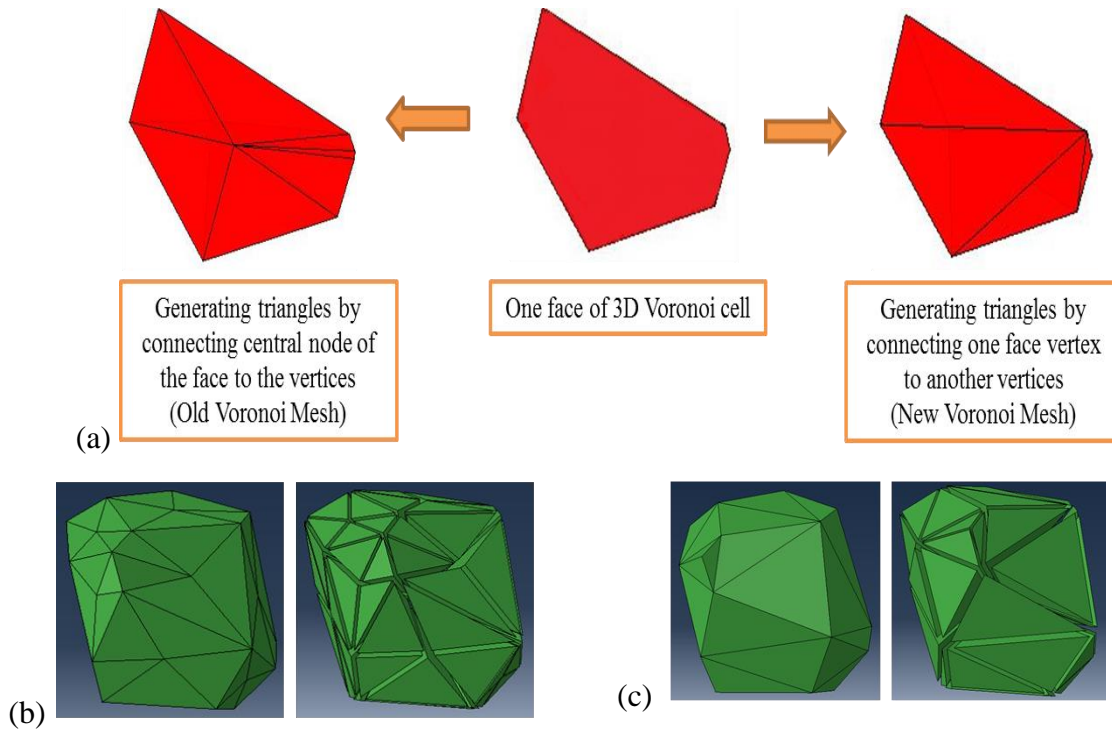 Generating triangles by
connecting central node of
the face to the vertices
(Old Voronoi Mesh)
One face of 3D Voronoi cell
Generating triangles by
connecting one face vertex
to another vertices
(New Voronoi Mesh)
(a)
(b)
(c)